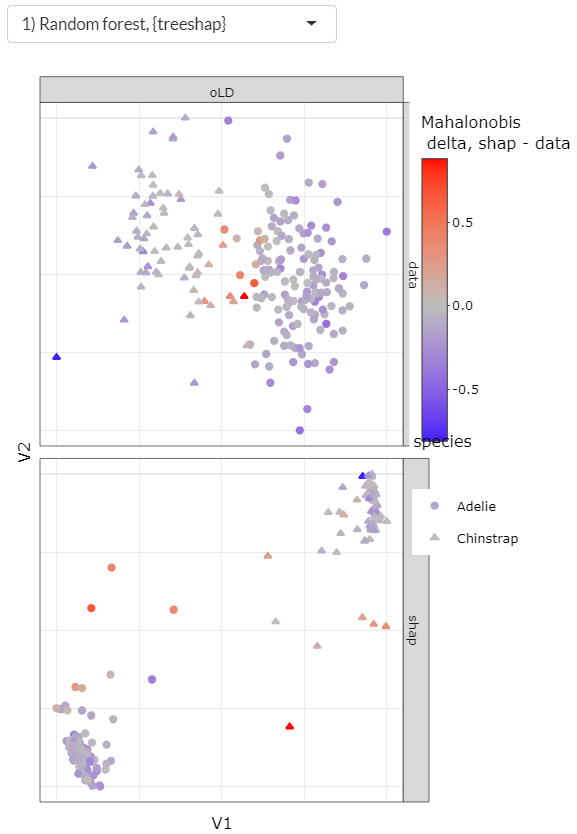 1) Random forest, {treeshap}
oLD
Mahalonobis
delta, shap - data
0.5
0.0
-0.5
data
species
V2
Adelie
Chinstrap
shap
V1